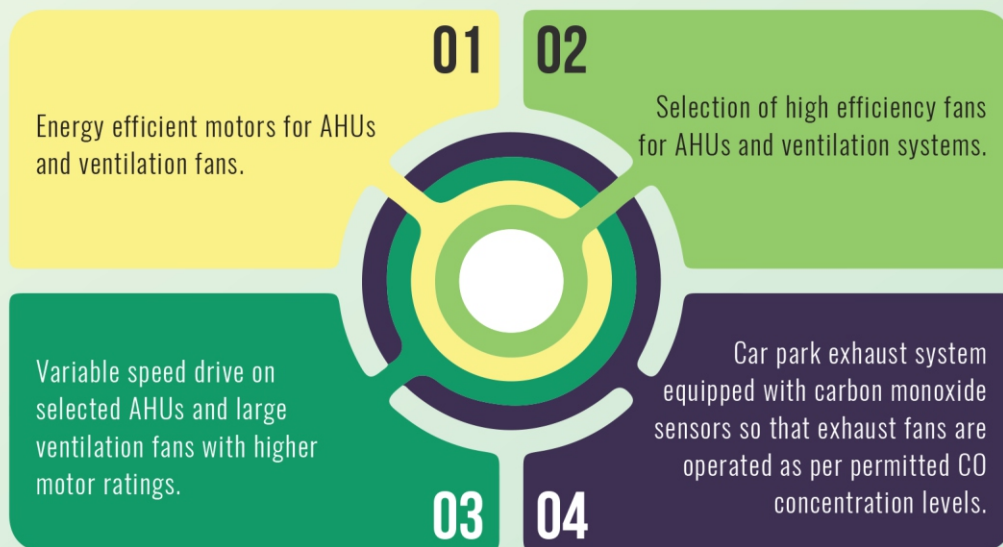 01
Energy efficient motors for AHUs
and ventilation fans.
02
Selection of high efficiency fans
for AHUs and ventilation systems.
Variable speed drive on
selected AHUs and large
ventilation fans with higher
motor ratings.
03
Car park exhaust system
equipped with carbon monoxide
sensors so that exhaust fans are
operated as per permitted CO
concentration levels.
04